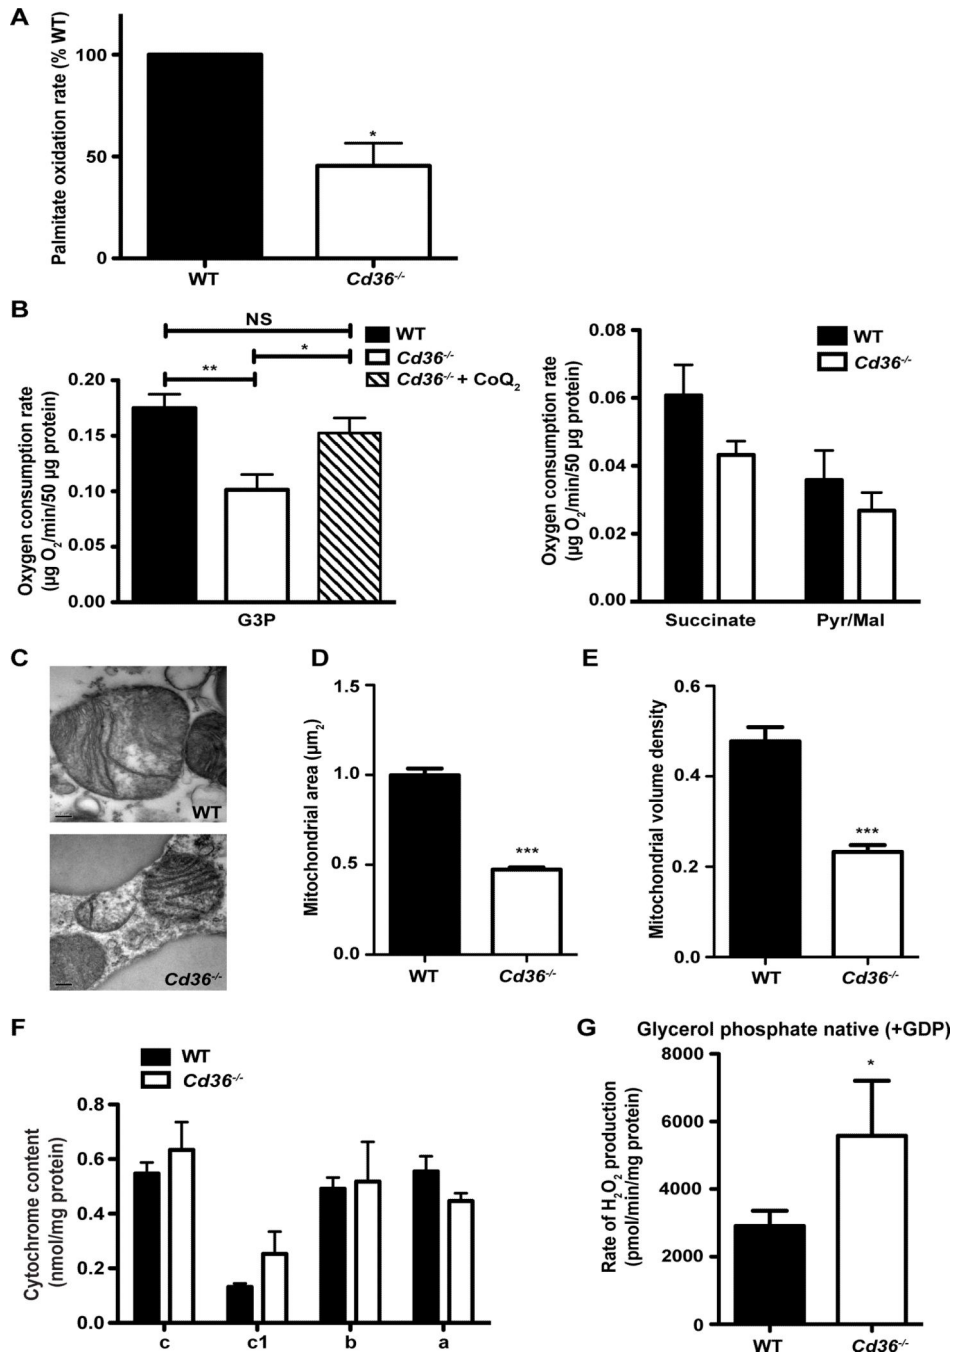 A
Palmitate oxidation rate (% WT)
100
50
0
*
WT
Cd36-/-
B
NS
**
*
WT
Cd36-/-
Cd36-/- + CoQ2
Oxygen consumption rate
(µg O2/min/50 µg protein)
0.20
0.15
0.10
0.05
0.00
G3P
WT
Cd36-/-
Oxygen consumption rate
(µg O2/min/50 µg protein)
0.08
0.06
0.04
0.02
0.00
Succinate
Pyr/Mal
C
WT
Cd36-/-
D
Mitochondrial area (µm2)
1.5
1.0
0.5
0.0
***
WT
Cd36-/-
E
Mitochondrial volume density
0.6
0.4
0.2
0.0
***
WT
Cd36-/-
F
WT
Cd36-/-
Cytochrome content
(nmol/mg protein)
0.8
0.6
0.4
0.2
0.0
c
c1
b
a
G
Glycerol phosphate native (+GDP)
Rate of H2O2 production
(pmol/min/mg protein)
8000
6000
4000
2000
0
*
WT
Cd36-/-